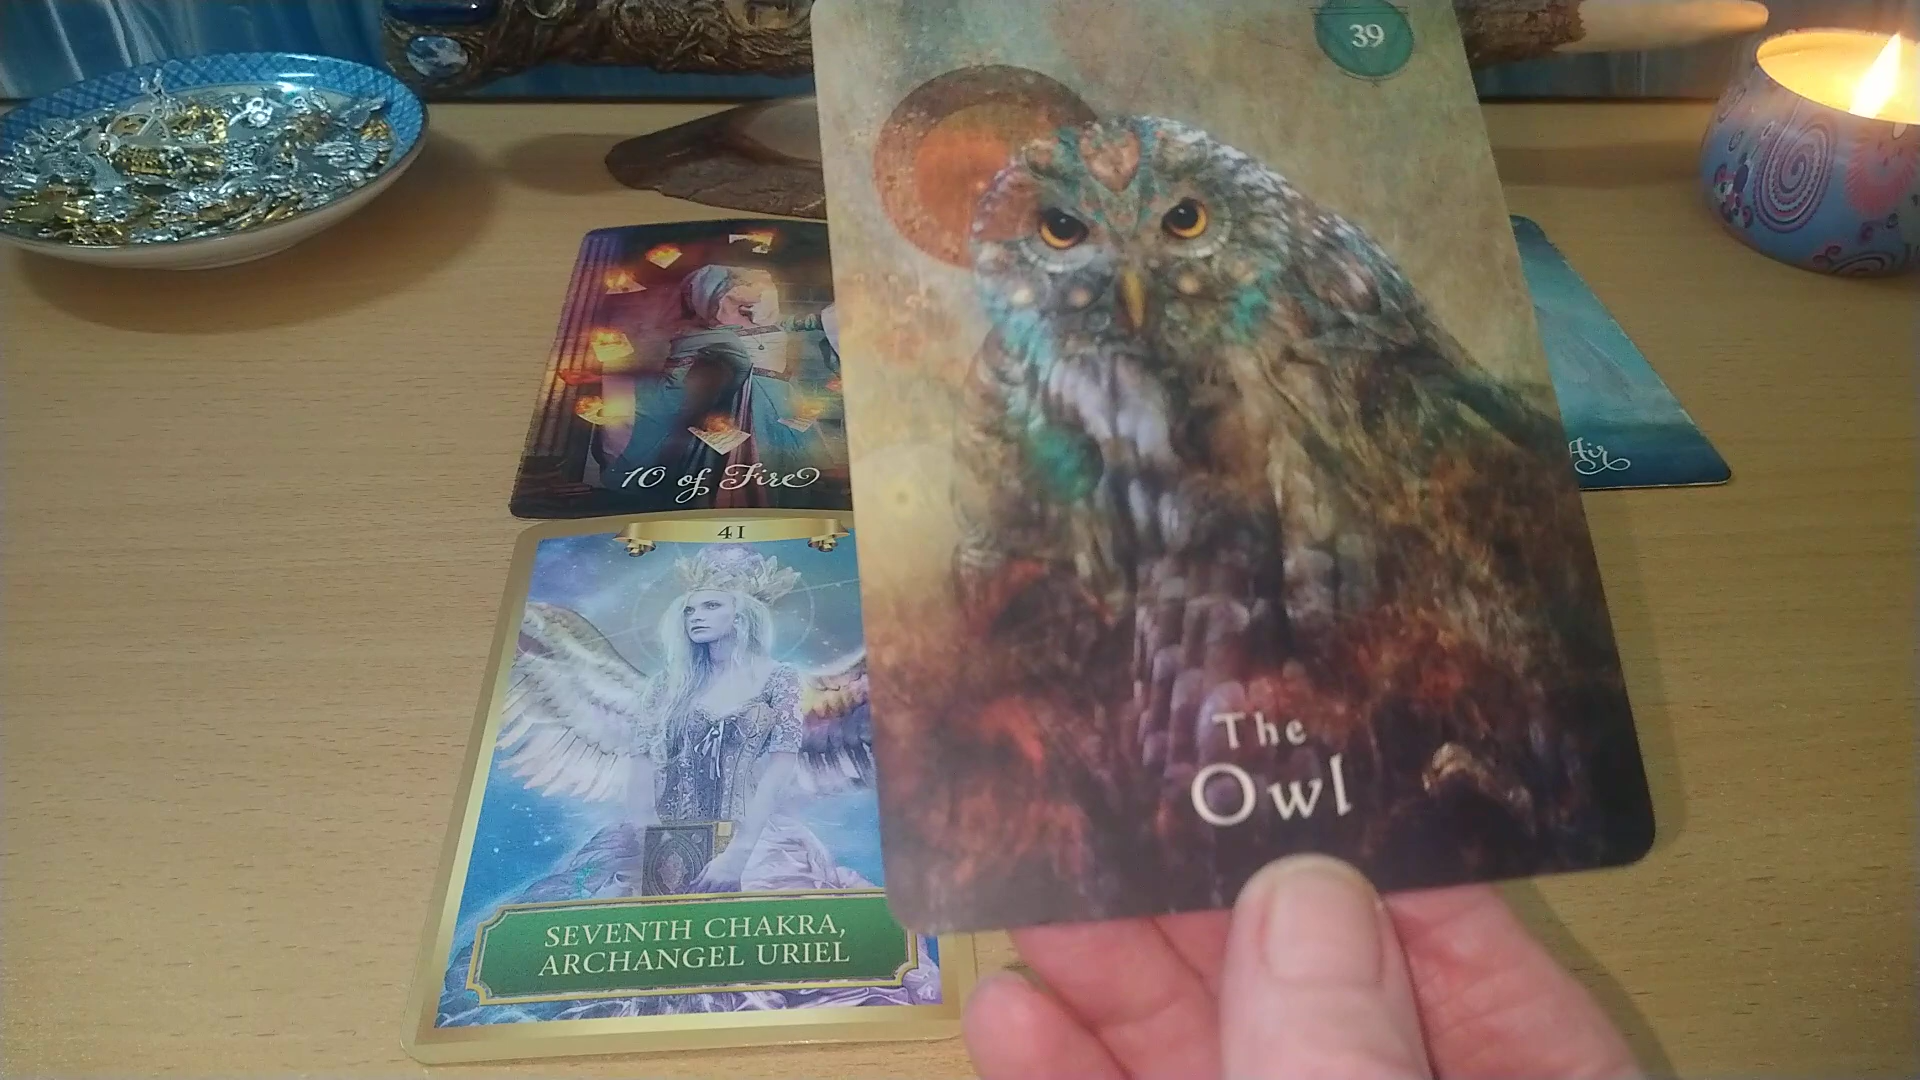 39
The
Owl
10 of Fire
Air
41
SEVENTH CHAKRA,
ARCHANGEL URIEL